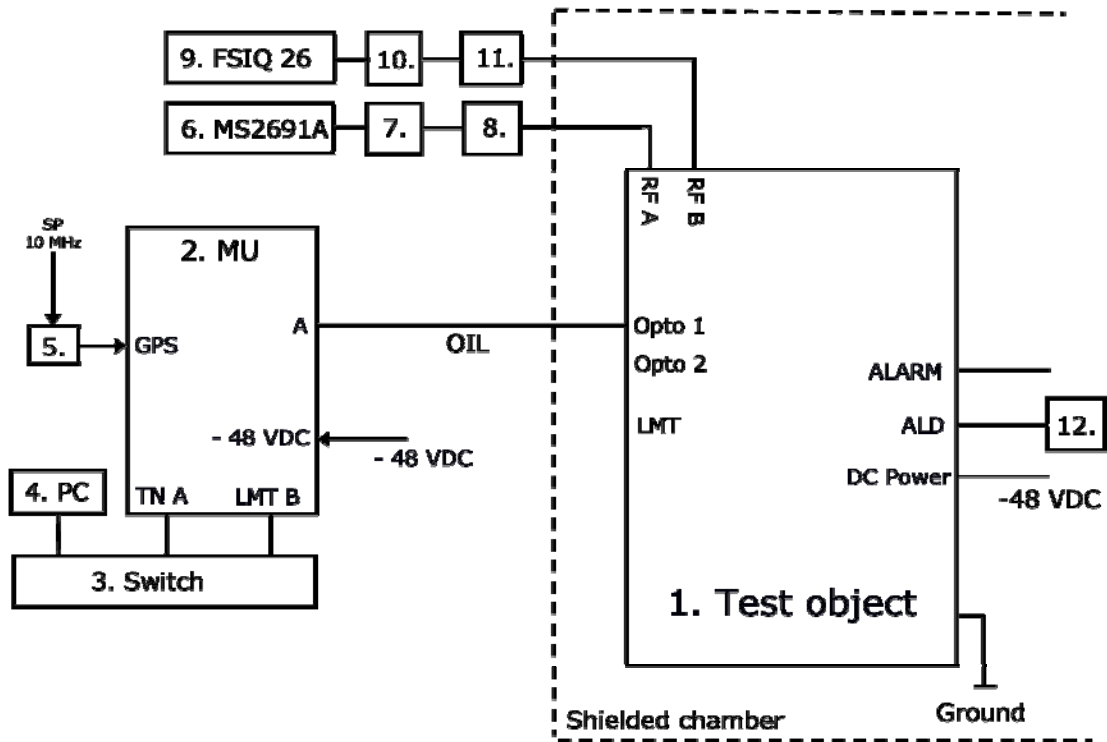 9. FSIQ 26
10.
11.
6. MS2691A
7.
8.
RF A
RF B
SP
10 MHz
2. MU
A
5.
GPS
OIL
Opto 1
Opto 2
ALARM
LMT
ALD
12.
- 48 VDC
- 48 VDC
DC Power
-48 VDC
4. PC
TN A
LMT B
3. Switch
1. Test object
Shielded chamber
Ground